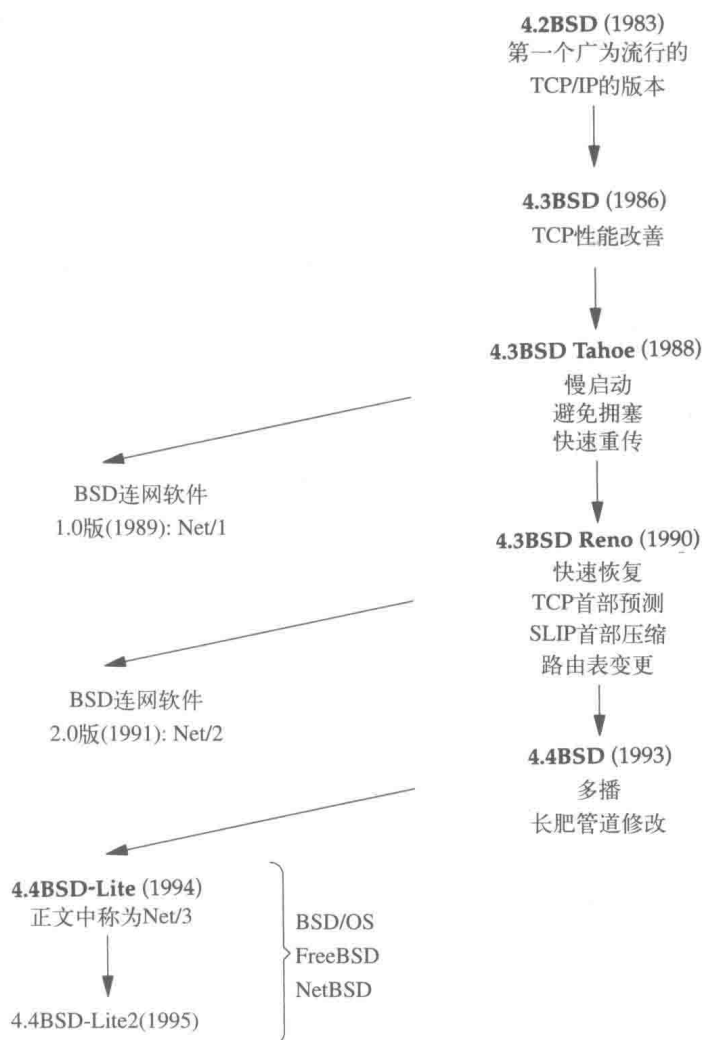 4.2BSD (1983)
第一个广为流行的
TCP/IP的版本
4.3BSD (1986)
TCP性能改善
4.3BSD Tahoe (1988)
慢启动
避免拥塞
快速重传
BSD连网软件
1.0版(1989): Net/1
4.3BSD Reno (1990)
快速恢复
TCP首部预测
SLIP首部压缩
路由表变更
BSD连网软件
2.0版(1991): Net/2
4.4BSD (1993)
多播
长肥管道修改
4.4BSD-Lite (1994)
正文中称为Net/3
BSD/OS
FreeBSD
NetBSD
4.4BSD-Lite2(1995)